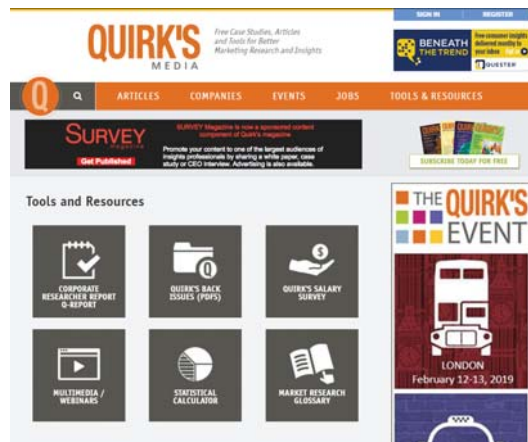 SIGN IN
REGISTER
QUIRK'S
MEDIA
Free Case Studies, Articles
and Tools for Better
Marketing Research and Insights
BENEATH
THE TREND
Free consumer insights
delivered monthly to
your inbox
QUESTER
Q
ARTICLES
COMPANIES
EVENTS
JOBS
TOOLS & RESOURCES
SURVEY
magazine
Get Published
SURVEY Magazine is now a sponsored content
component of Quirk's magazine
Promote your content to one of the largest audiences of
insights professionals by sharing a white paper, case
study or CEO interview. Advertising is also available.
SUBSCRIBE TODAY FOR FREE
Tools and Resources
CORPORATE
RESEARCHER REPORT
Q-REPORT
Q
QUIRK'S BACK
ISSUES (PDFS)
$
QUIRK'S SALARY
SURVEY
MULTIMEDIA /
WEBINARS
STATISTICAL
CALCULATOR
MARKET RESEARCH
GLOSSARY
THE QUIRK'S
EVENT
LONDON
February 12-13, 2019